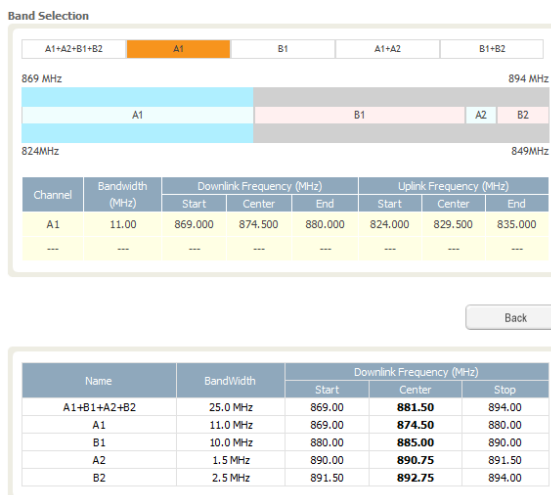 Band Selection
A1+A2+B1+B2 A1 B1 A1+A2 B1+B2
869 MHz 894 MHz
A1 B1 A2 B2
824MHz 849MHz
Channel Bandwidth (MHz) Downlink Frequency (MHz) Uplink Frequency (MHz)
Start Center End Start Center End
A1 11.00 869.000 874.500 880.000 824.000 829.500 835.000
--- --- --- --- --- --- --- ---
Back
Name BandWidth Downlink Frequency (MHz)
Start Center Stop
A1+B1+A2+B2 25.0 MHz 869.00 881.50 894.00
A1 11.0 MHz 869.00 874.50 880.00
B1 10.0 MHz 880.00 885.00 890.00
A2 1.5 MHz 890.00 890.75 891.50
B2 2.5 MHz 891.50 892.75 894.00